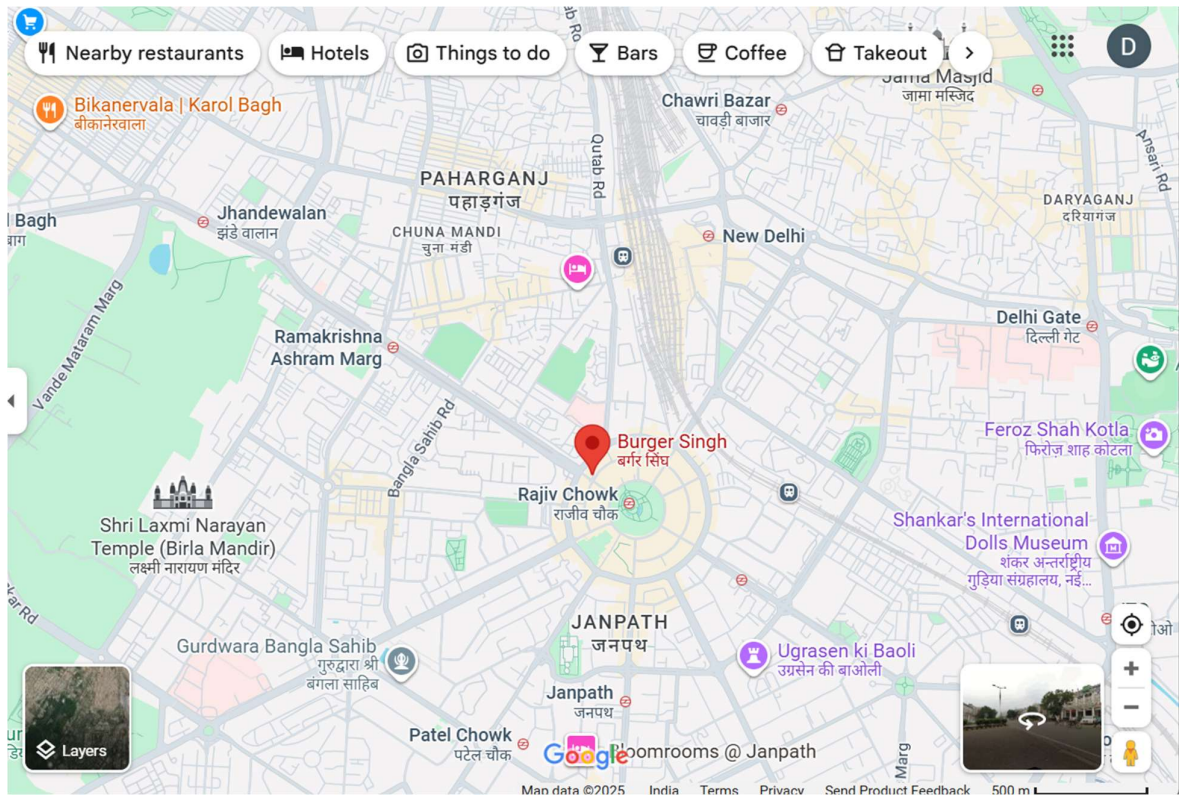 Nearby restaurants
Hotels
Things to do
Bars
Coffee
Takeout
D
Jama Masjid
जामा मस्जिद
Bikanervala | Karol Bagh
बीकानेरवाला
Chawri Bazar
चावड़ी बाजार
Qutab Rd
Ansari Rd
PAHARGANJ
पहाड़गंज
DARYAGANJ
दरियागंज
Jhandewalan
झंडे वालान
Bagh
बाग
CHUNA MANDI
चुना मंडी
New Delhi
Vande Mataram Marg
Delhi Gate
दिल्ली गेट
Ramakrishna
Ashram Marg
Bangla Sahib Rd
Burger Singh
बर्गर सिंघ
Feroz Shah Kotla
फिरोज़ शाह कोटला
Rajiv Chowk
राजीव चौक
Shri Laxmi Narayan
Temple (Birla Mandir)
लक्ष्मी नारायण मंदिर
Shankar's International
Dolls Museum
शंकर अन्तर्राष्ट्रीय
गुड़िया संग्रहालय, नई...
JANPATH
जनपथ
Gurdwara Bangla Sahib
गुरुद्वारा श्री
बंगला साहिब
Ugrasen ki Baoli
उग्रसेन की बाओली
Janpath
जनपथ
Patel Chowk
पटेल चौक
Google
Bloomrooms @ Janpath
Marg
Layers
Map data ©2025 India Terms Privacy Send Product Feedback 500 m